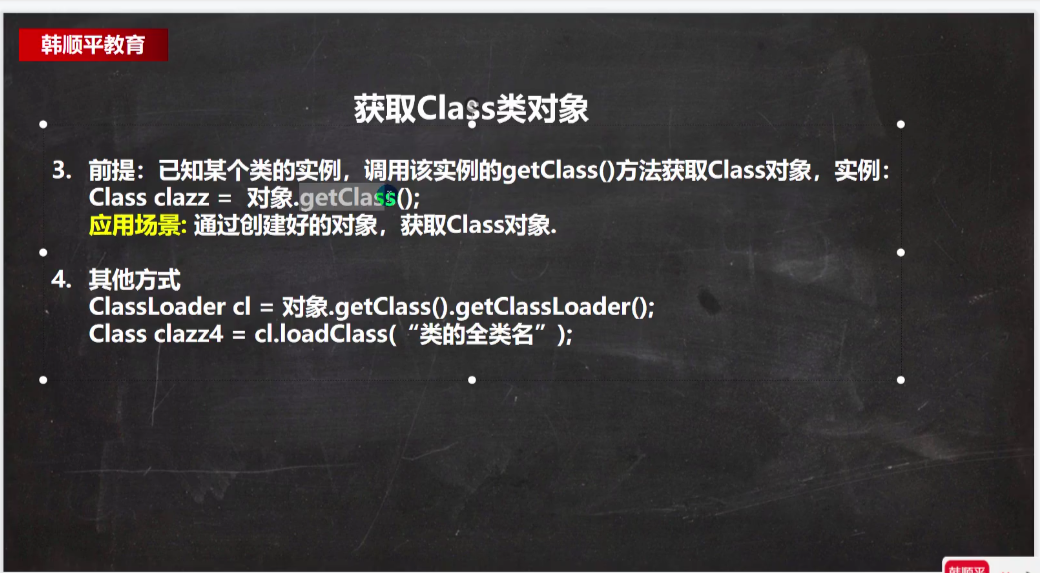 韩顺平教育
获取Class类对象
3. 前提：已知某个类的实例，调用该实例的getClass()方法获取Class对象，实例：
Class clazz = 对象.getClass();
应用场景: 通过创建好的对象，获取Class对象.
4. 其他方式
ClassLoader cl = 对象.getClass().getClassLoader();
Class clazz4 = cl.loadClass(“类的全类名”);
韩顺平